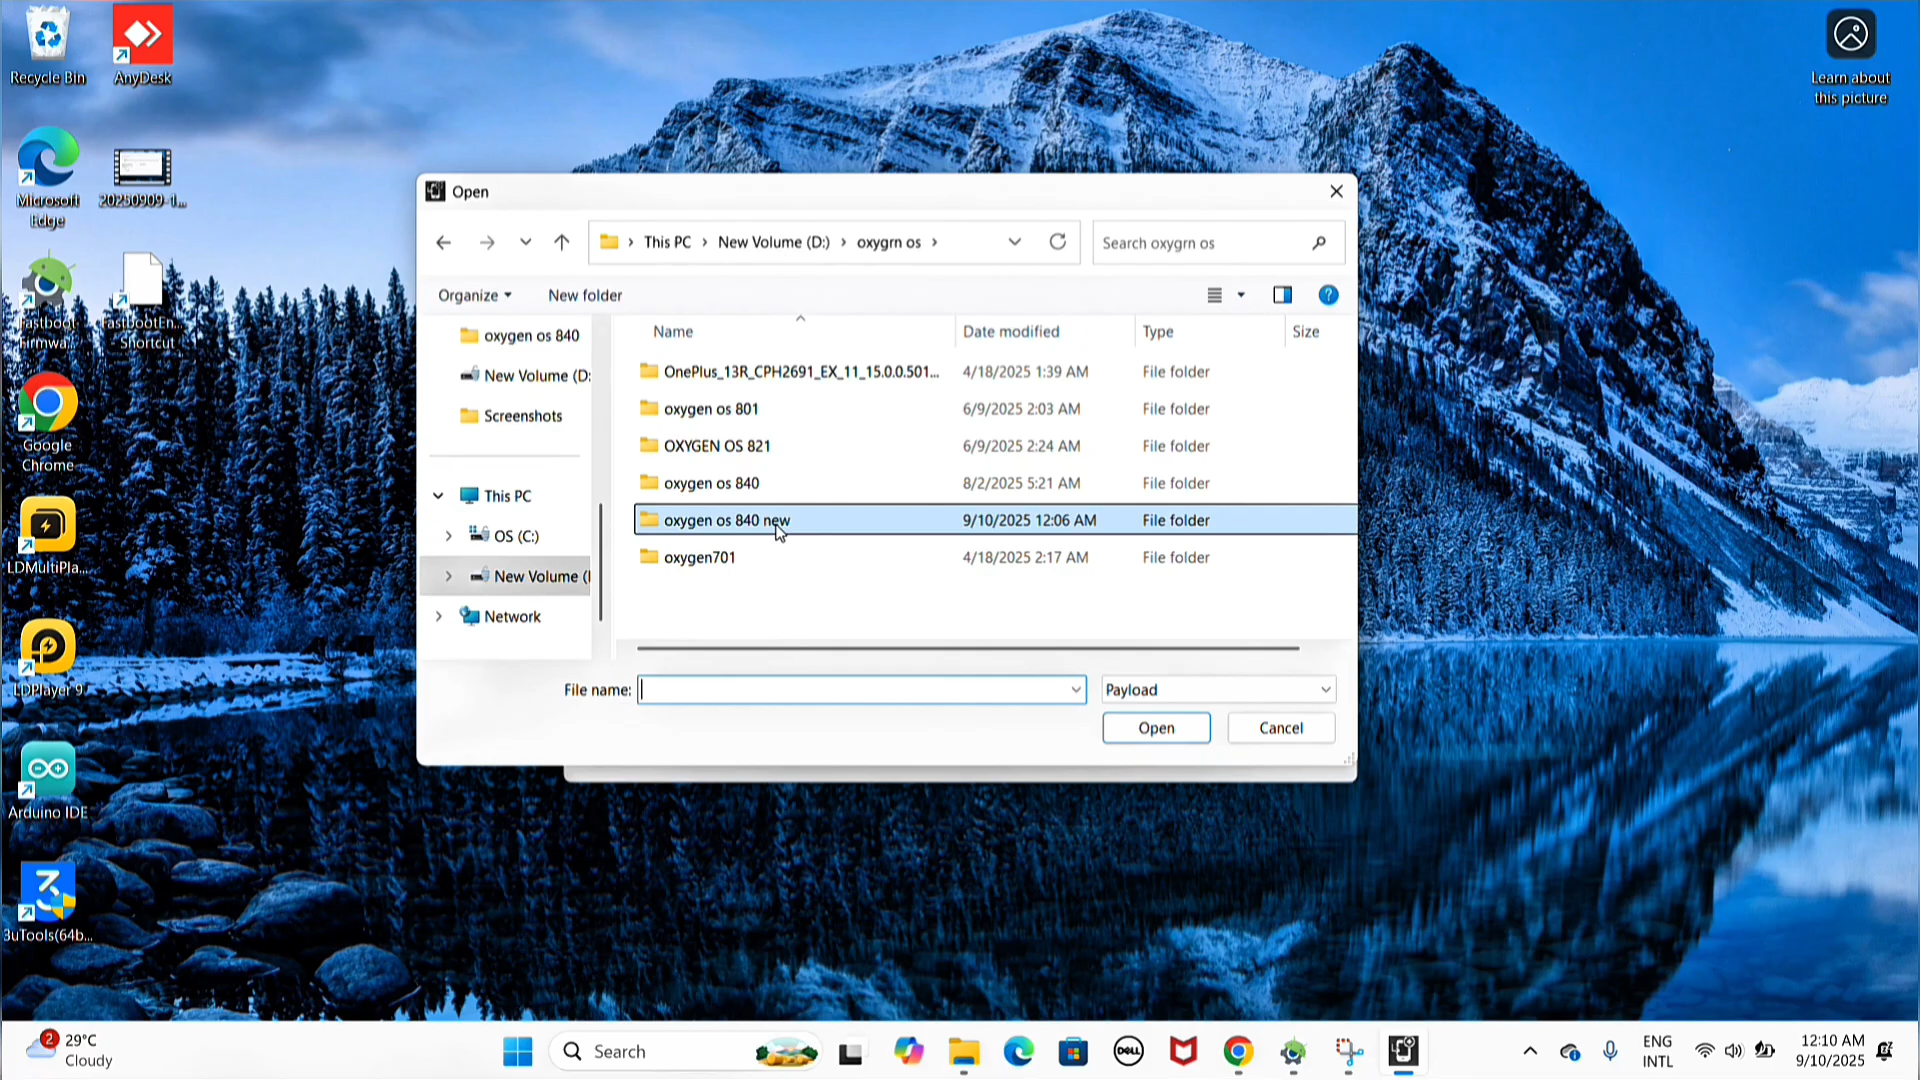 Recycle Bin
AnyDesk
Learn about
this picture
Microsoft
Edge
20250909-1...
Fastboot
Firmwa...
FastbootEn...
- Shortcut
Google
Chrome
LDMultiPla...
LDPlayer 9
Arduino IDE
3uTools(64b...
Open
This PC
New Volume (D:)
oxygrn os
Search oxygrn os
Organize
New folder
oxygen os 840
New Volume (D:
Screenshots
This PC
OS (C:)
New Volume (
Network
Name Date modified Type Size
OnePlus_13R_CPH2691_EX_11_15.0.0.501... 4/18/2025 1:39 AM File folder
oxygen os 801 6/9/2025 2:03 AM File folder
OXYGEN OS 821 6/9/2025 2:24 AM File folder
oxygen os 840 8/2/2025 5:21 AM File folder
oxygen os 840 new 9/10/2025 12:06 AM File folder
oxygen701 4/18/2025 2:17 AM File folder
File name:
Payload
Open
Cancel
2
29°C
Cloudy
Search
DELL
ENG
INTL
12:10 AM
9/10/2025